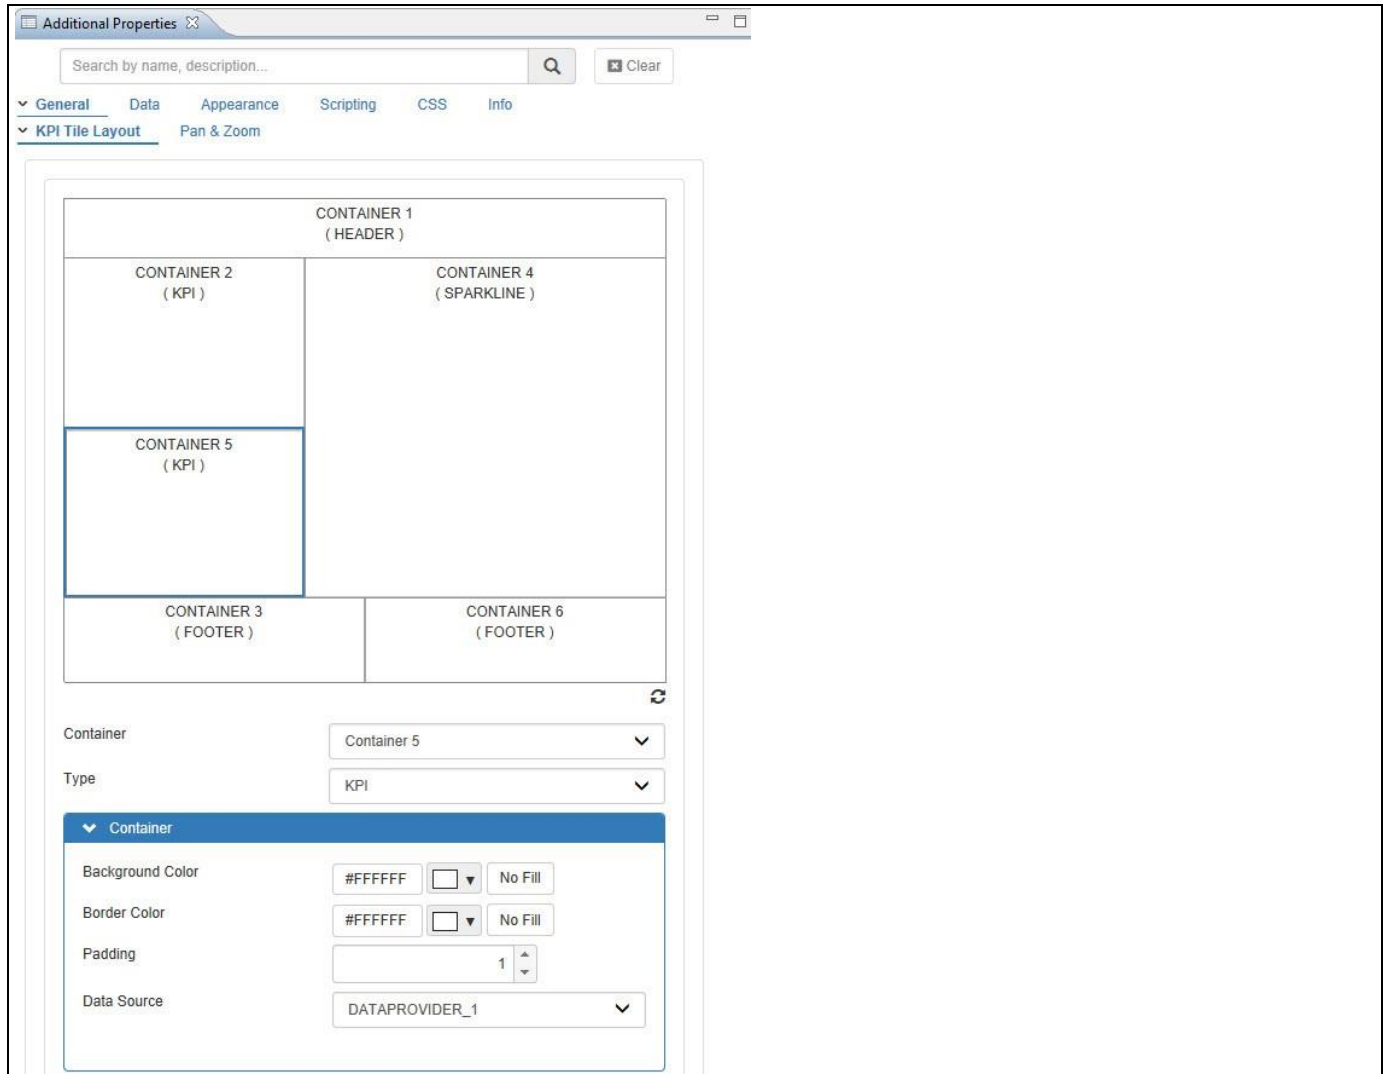 Additional Properties
Search by name, description...
Clear
General Data Appearance Scripting CSS Info
KPI Tile Layout Pan & Zoom
CONTAINER 1
( HEADER )
CONTAINER 2
( KPI )
CONTAINER 4
( SPARKLINE )
CONTAINER 5
( KPI )
CONTAINER 3
( FOOTER )
CONTAINER 6
( FOOTER )
Container Container 5
Type KPI
Container
Background Color #FFFFFF No Fill
Border Color #FFFFFF No Fill
Padding 1
Data Source DATAPROVIDER_1